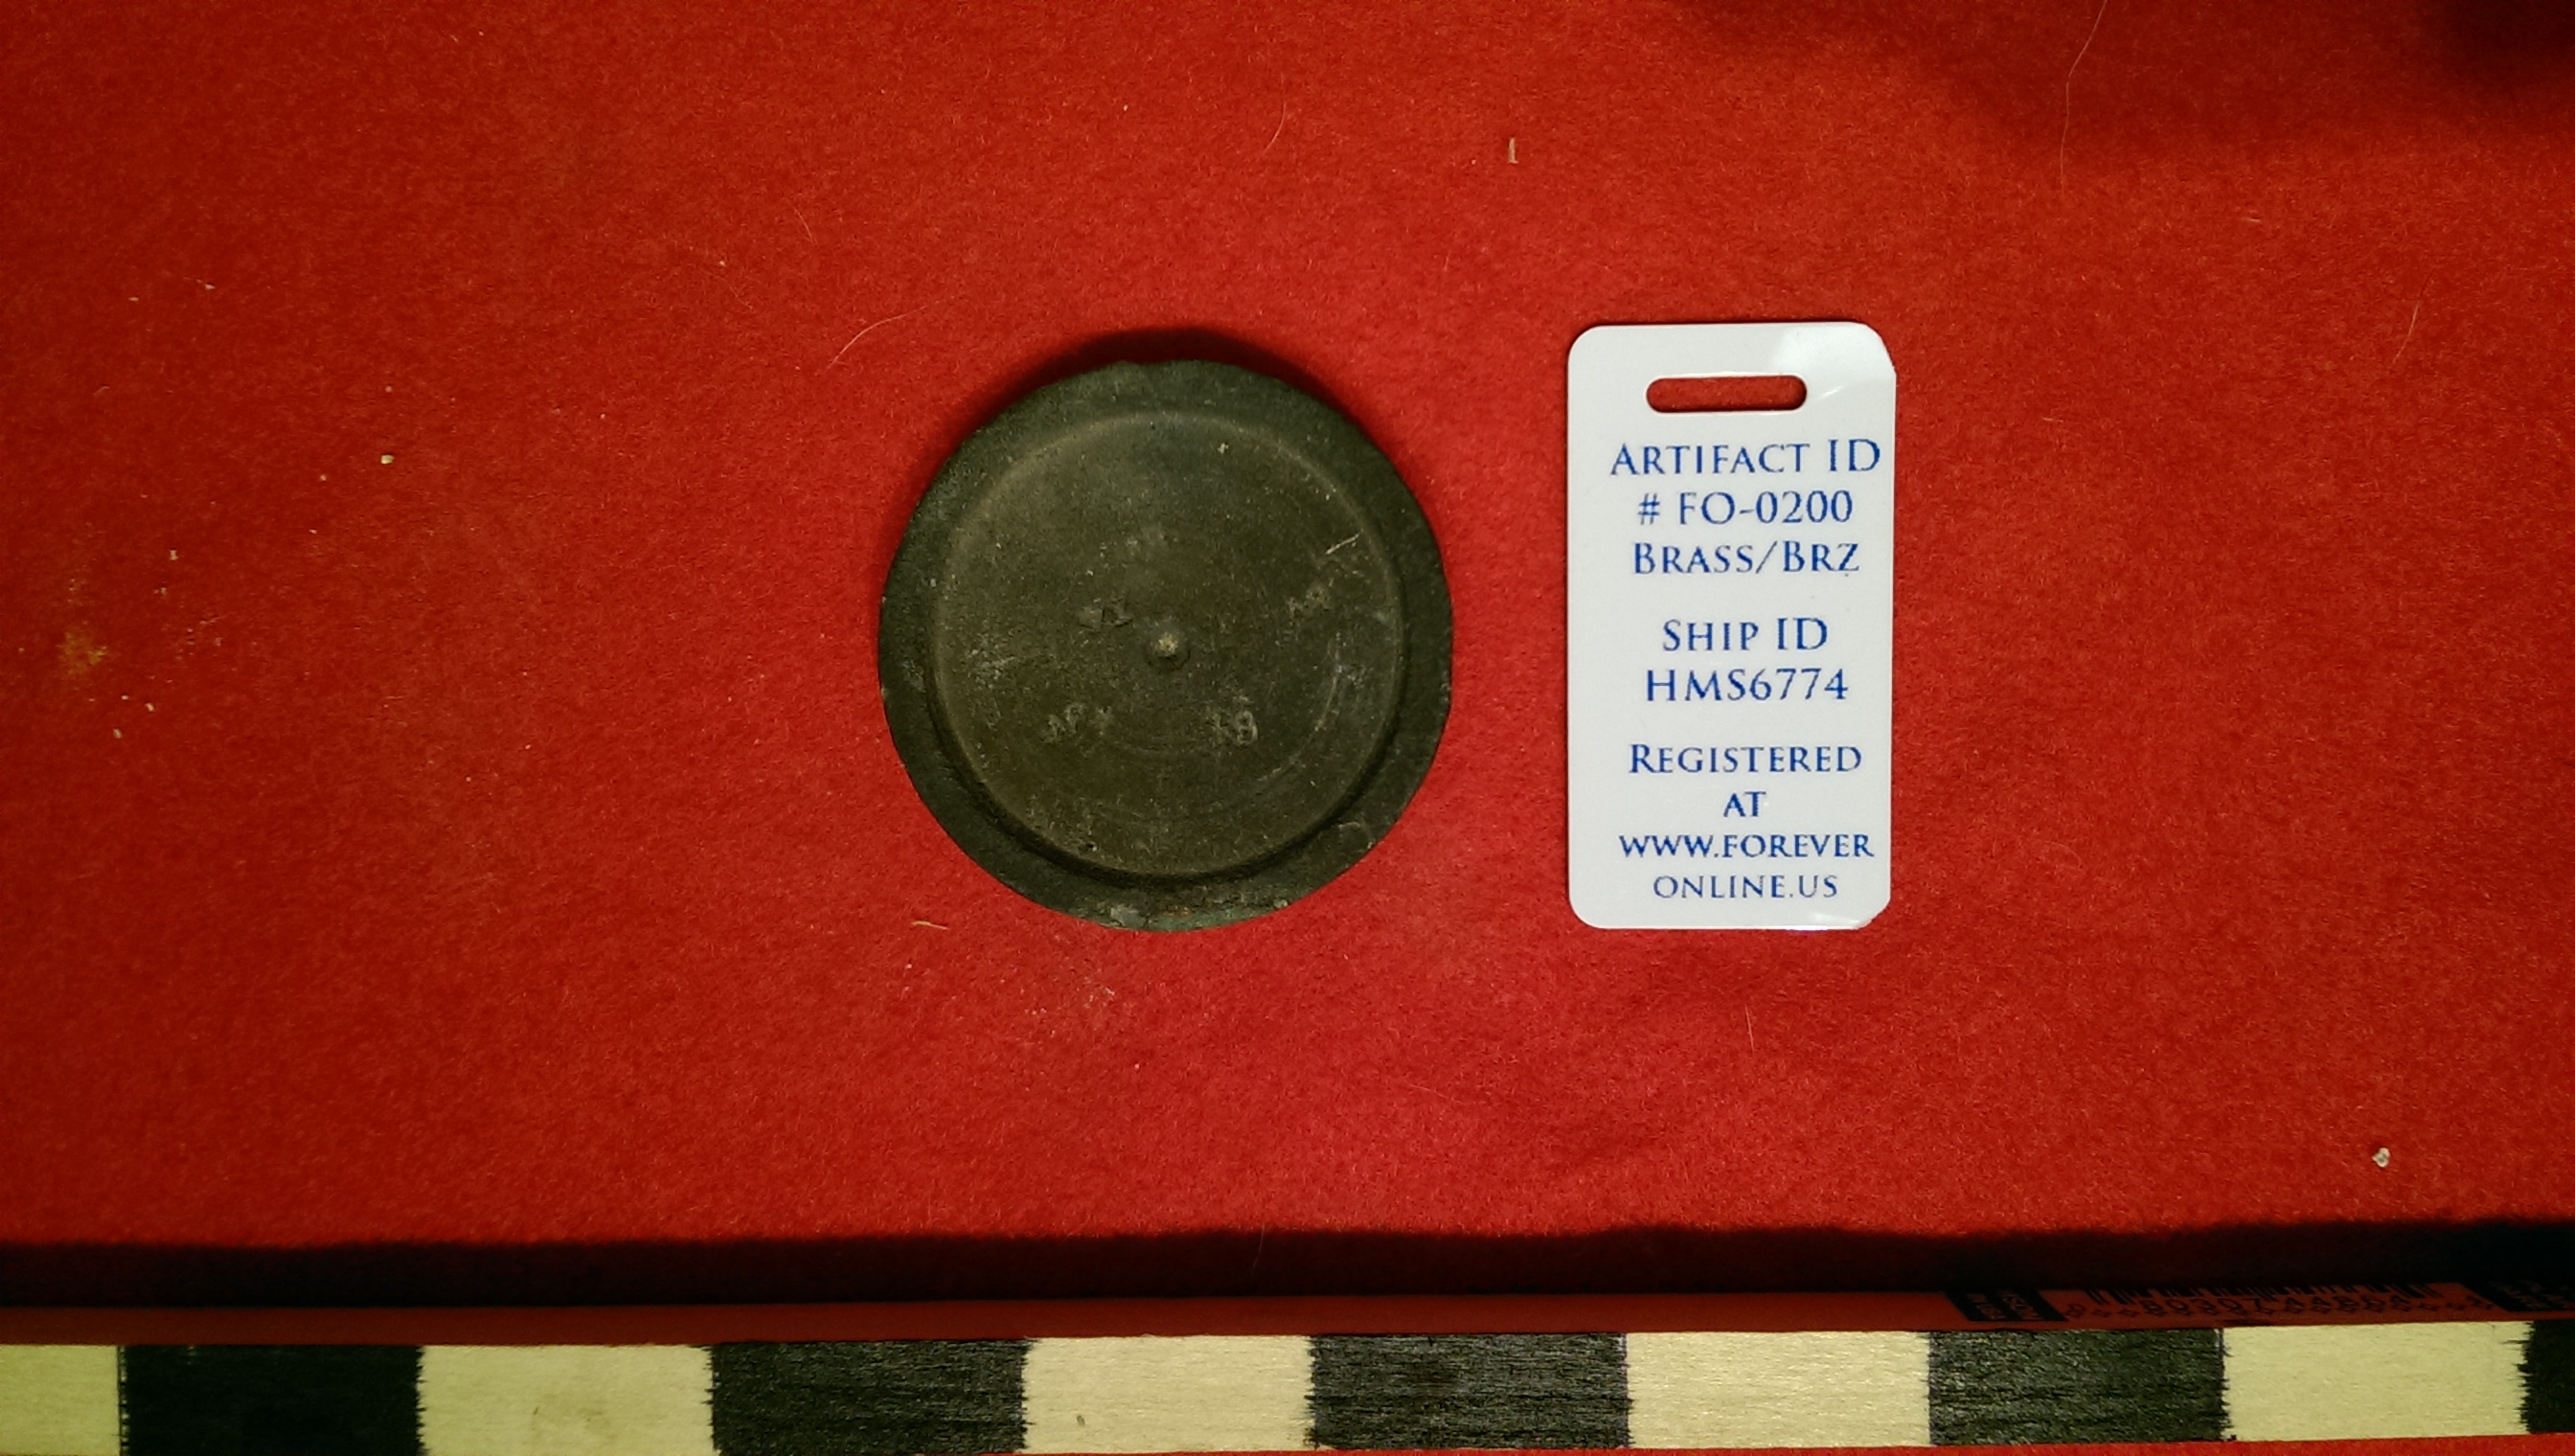 ARTIFACT ID
# FO-0200
BRASS/BRZ
SHIP ID
HMS6774
REGISTERED
AT
WWW.FOREVER
ONLINE.US